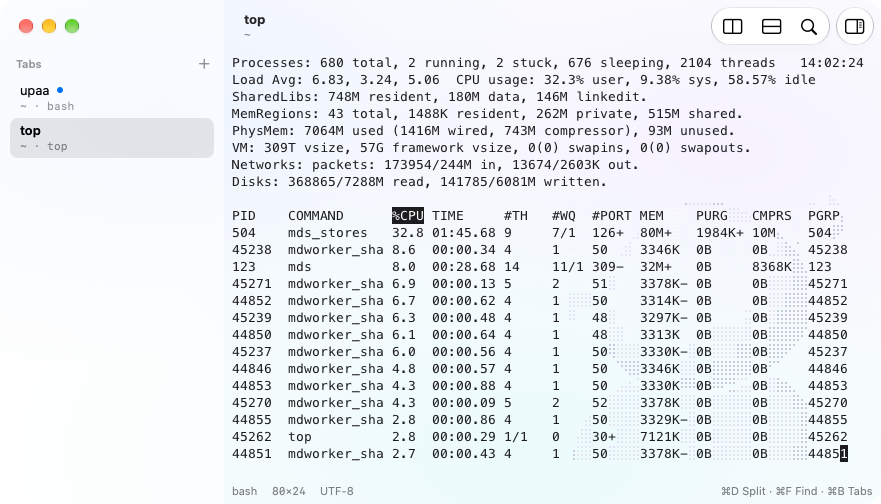 top
~
Tabs
upaa
~ · bash
top
~ · top
Processes: 680 total, 2 running, 2 stuck, 676 sleeping, 2104 threads   14:02:24
Load Avg: 6.83, 3.24, 5.06  CPU usage: 32.3% user, 9.38% sys, 58.57% idle
SharedLibs: 748M resident, 180M data, 146M linkedit.
MemRegions: 43 total, 1488K resident, 262M private, 515M shared.
PhysMem: 7064M used (1416M wired, 743M compressor), 93M unused.
VM: 309T vsize, 57G framework vsize, 0(0) swapins, 0(0) swapouts.
Networks: packets: 173954/244M in, 13674/2603K out.
Disks: 368865/7288M read, 141785/6081M written.
PID    COMMAND      %CPU TIME     #TH   #WQ  #PORT MEM    PURG   CMPRS  PGRP
504    mds_stores   32.8 01:45.68 9     7/1  126+  80M+   1984K+ 10M    504
45238  mdworker_sha 8.6  00:00.34 4     1    50    3346K  0B     0B     45238
123    mds          8.0  00:28.68 14    11/1 309-  32M+   0B     8368K  123
45271  mdworker_sha 6.9  00:00.13 5     2    51    3378K- 0B     0B     45271
44852  mdworker_sha 6.7  00:00.62 4     1    50    3314K- 0B     0B     44852
45239  mdworker_sha 6.3  00:00.48 4     1    48    3297K- 0B     0B     45239
44850  mdworker_sha 6.1  00:00.64 4     1    48    3313K  0B     0B     44850
45237  mdworker_sha 6.0  00:00.56 4     1    50    3330K- 0B     0B     45237
44846  mdworker_sha 4.8  00:00.57 4     1    50    3346K  0B     0B     44846
44853  mdworker_sha 4.3  00:00.88 4     1    50    3330K  0B     0B     44853
45270  mdworker_sha 4.3  00:00.09 5     2    52    3378K  0B     0B     45270
44855  mdworker_sha 2.8  00:00.86 4     1    50    3329K- 0B     0B     44855
45262  top          2.8  00:00.29 1/1   0    30+   7121K  0B     0B     45262
44851  mdworker_sha 2.7  00:00.43 4     1    50    3378K- 0B     0B     44851
bash  80×24  UTF-8  ⌘D Split · ⌘F Find · ⌘B Tabs